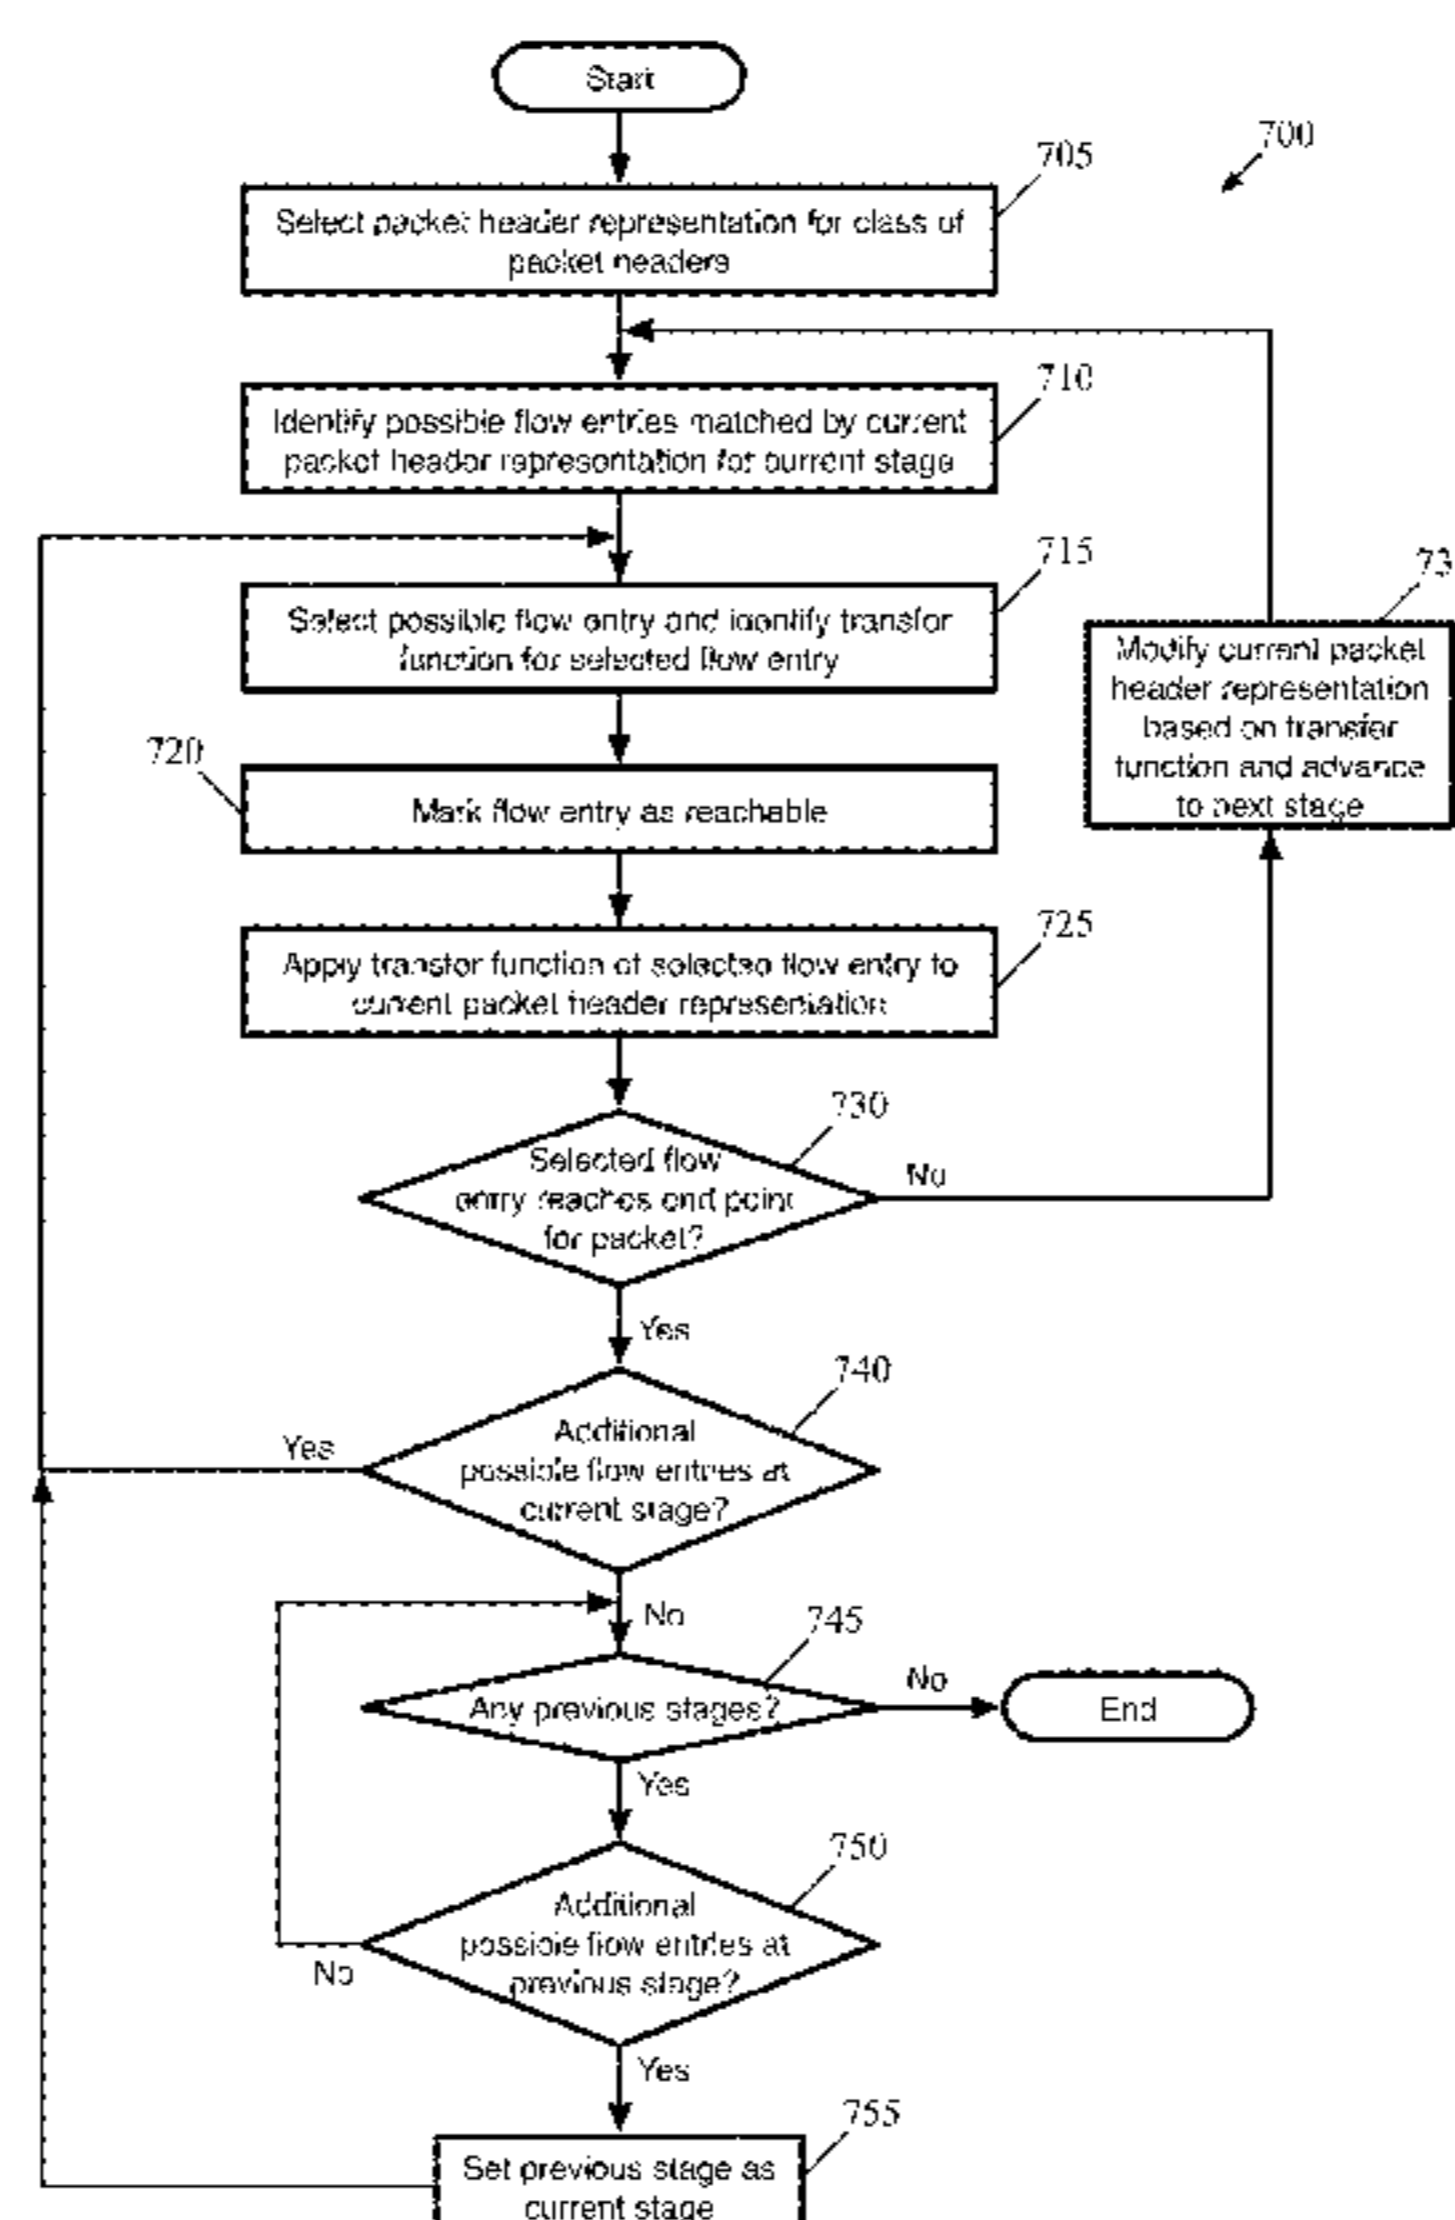 Start
700
705
Select packet header representation for class of
packet headers
710
Identify possible flow entries matched by current
packet header representation for current stage
715
Select possible flow entry and identify transfer
function for selected flow entry
73
Modify current packet
header representation
based on transfer
function and advance
to next stage
720
Mark flow entry as reachable
725
Apply transfer function of selected flow entry to
current packet header representation
730
Selected flow
entry reaches end point
for packet?
No
Yes
740
Additional
possible flow entries at
current stage?
Yes
No
745
Any previous stages?
No
End
Yes
750
Additional
possible flow entries at
previous stage?
No
Yes
755
Set previous stage as
current stage